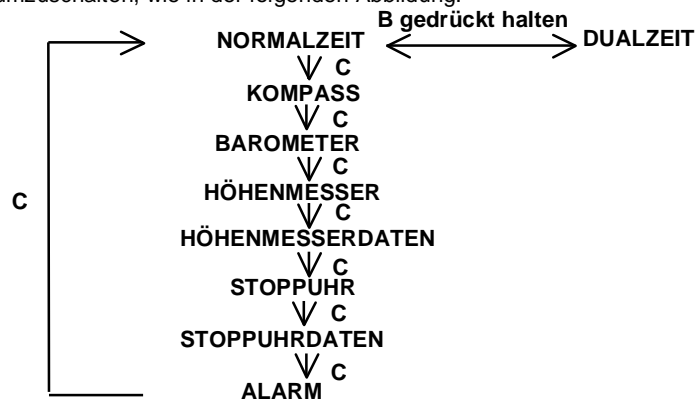 umzuschalten, wie in der folgenden Abbildung.
B gedrückt halten
NORMALZEIT
DUALZEIT
C
KOMPASS
C
BAROMETER
C
HÖHENMESSER
C
C
HÖHENMESSERDATEN
C
STOPPUHR
C
STOPPUHRDATEN
C
ALARM